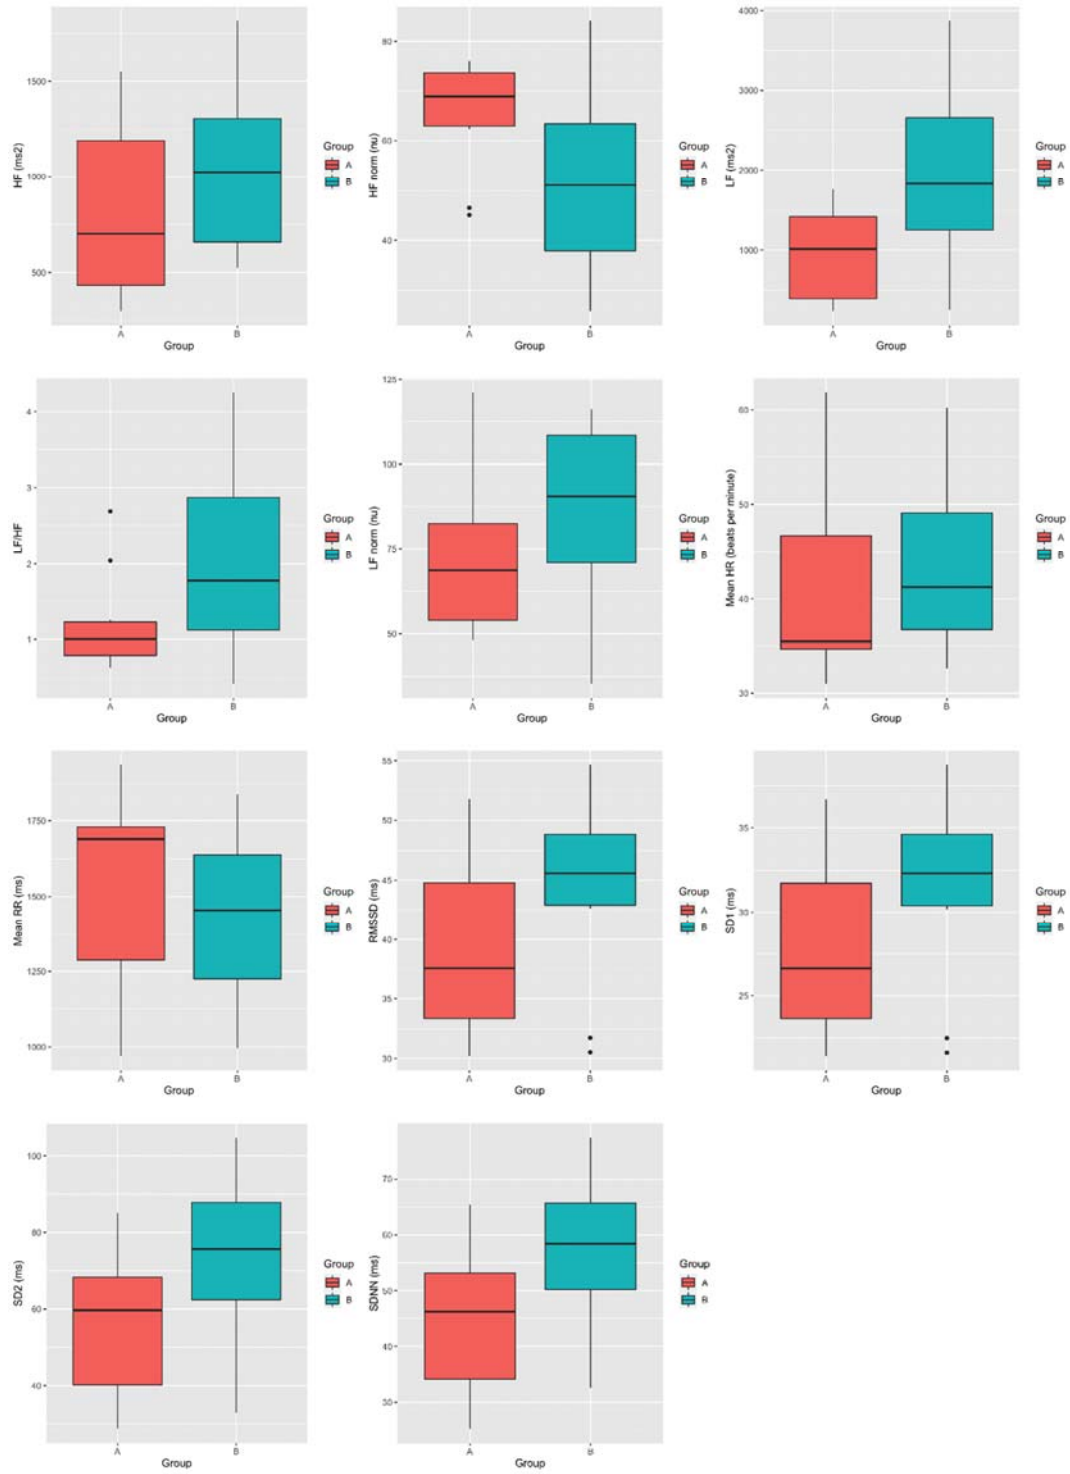 HF (ms2)
1500
1000
500
A
B
Group
Group
A
B
HF norm (nu)
80
60
40
A
B
Group
Group
A
B
LF (ms2)
4000
3000
2000
1000
A
B
Group
Group
A
B
LF/HF
4
3
2
1
A
B
Group
Group
A
B
LF norm (nu)
125
100
75
50
A
B
Group
Group
A
B
Mean HR (beats per minute)
60
50
40
30
A
B
Group
Group
A
B
Mean RR (ms)
1750
1500
1250
1000
A
B
Group
Group
A
B
RMSSD (ms)
55
50
45
40
35
30
A
B
Group
Group
A
B
SD1 (ms)
35
30
25
A
B
Group
Group
A
B
SD2 (ms)
100
80
60
40
A
B
Group
Group
A
B
SDNN (ms)
70
60
50
40
30
A
B
Group
Group
A
B